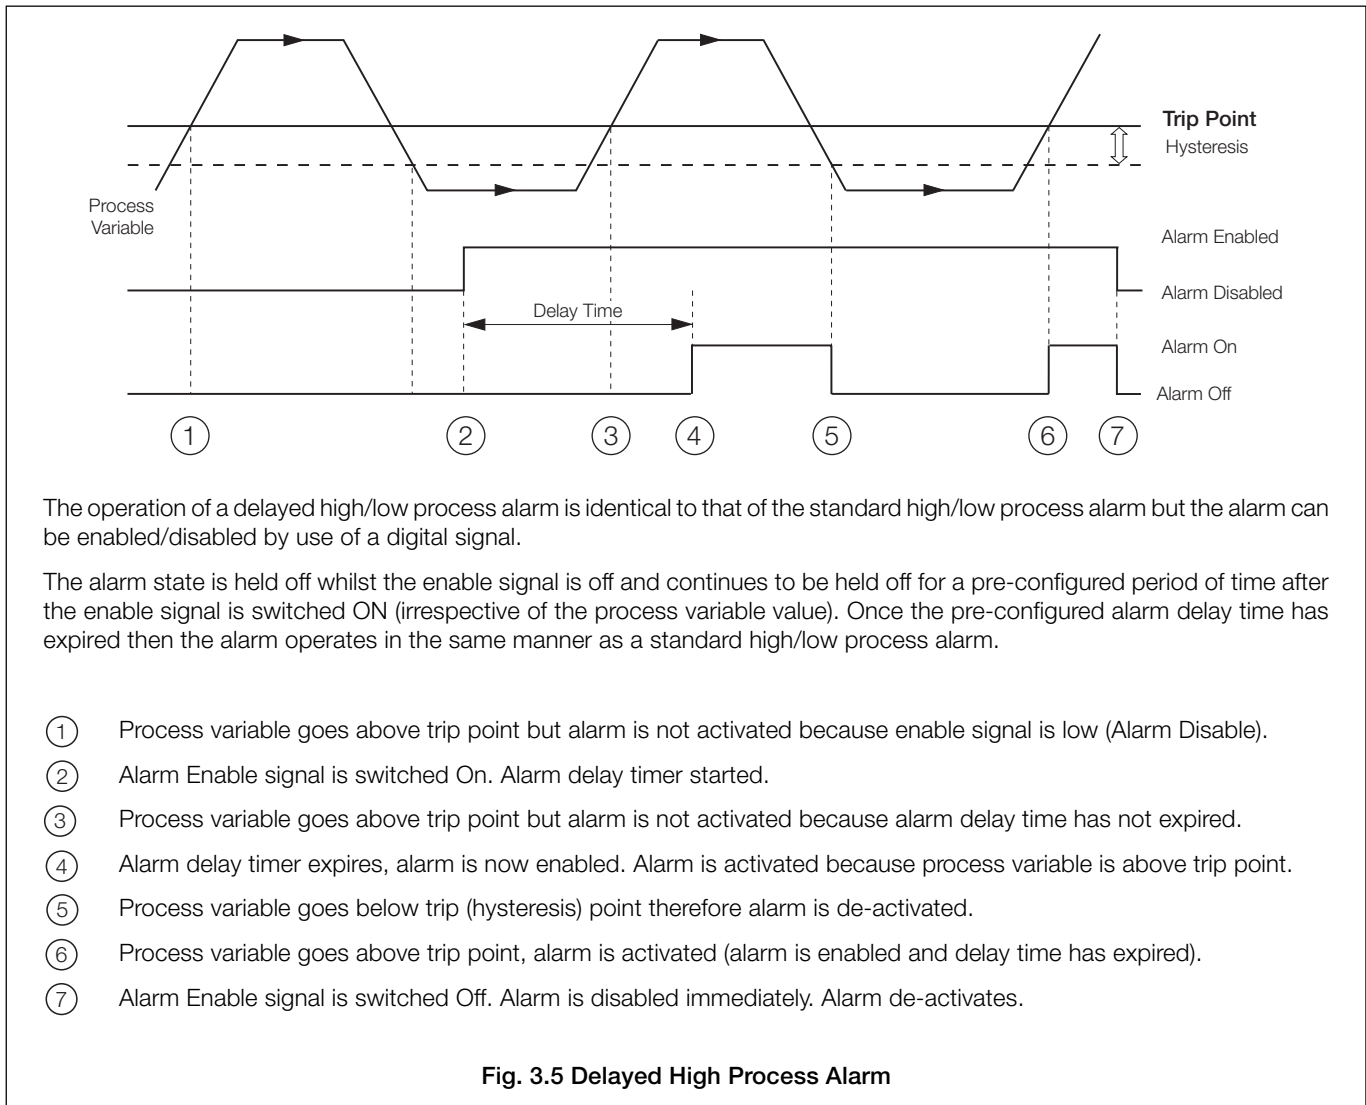 Trip Point
Hysteresis
Process
Variable
Alarm Enabled
Alarm Disabled
Delay Time
Alarm On
Alarm Off
1 2 3 4 5 6 7
The operation of a delayed high/low process alarm is identical to that of the standard high/low process alarm but the alarm can
be enabled/disabled by use of a digital signal.
The alarm state is held off whilst the enable signal is off and continues to be held off for a pre-configured period of time after
the enable signal is switched ON (irrespective of the process variable value). Once the pre-configured alarm delay time has
expired then the alarm operates in the same manner as a standard high/low process alarm.
1 Process variable goes above trip point but alarm is not activated because enable signal is low (Alarm Disable).
2 Alarm Enable signal is switched On. Alarm delay timer started.
3 Process variable goes above trip point but alarm is not activated because alarm delay time has not expired.
4 Alarm delay timer expires, alarm is now enabled. Alarm is activated because process variable is above trip point.
5 Process variable goes below trip (hysteresis) point therefore alarm is de-activated.
6 Process variable goes above trip point, alarm is activated (alarm is enabled and delay time has expired).
7 Alarm Enable signal is switched Off. Alarm is disabled immediately. Alarm de-activates.
Fig. 3.5 Delayed High Process Alarm